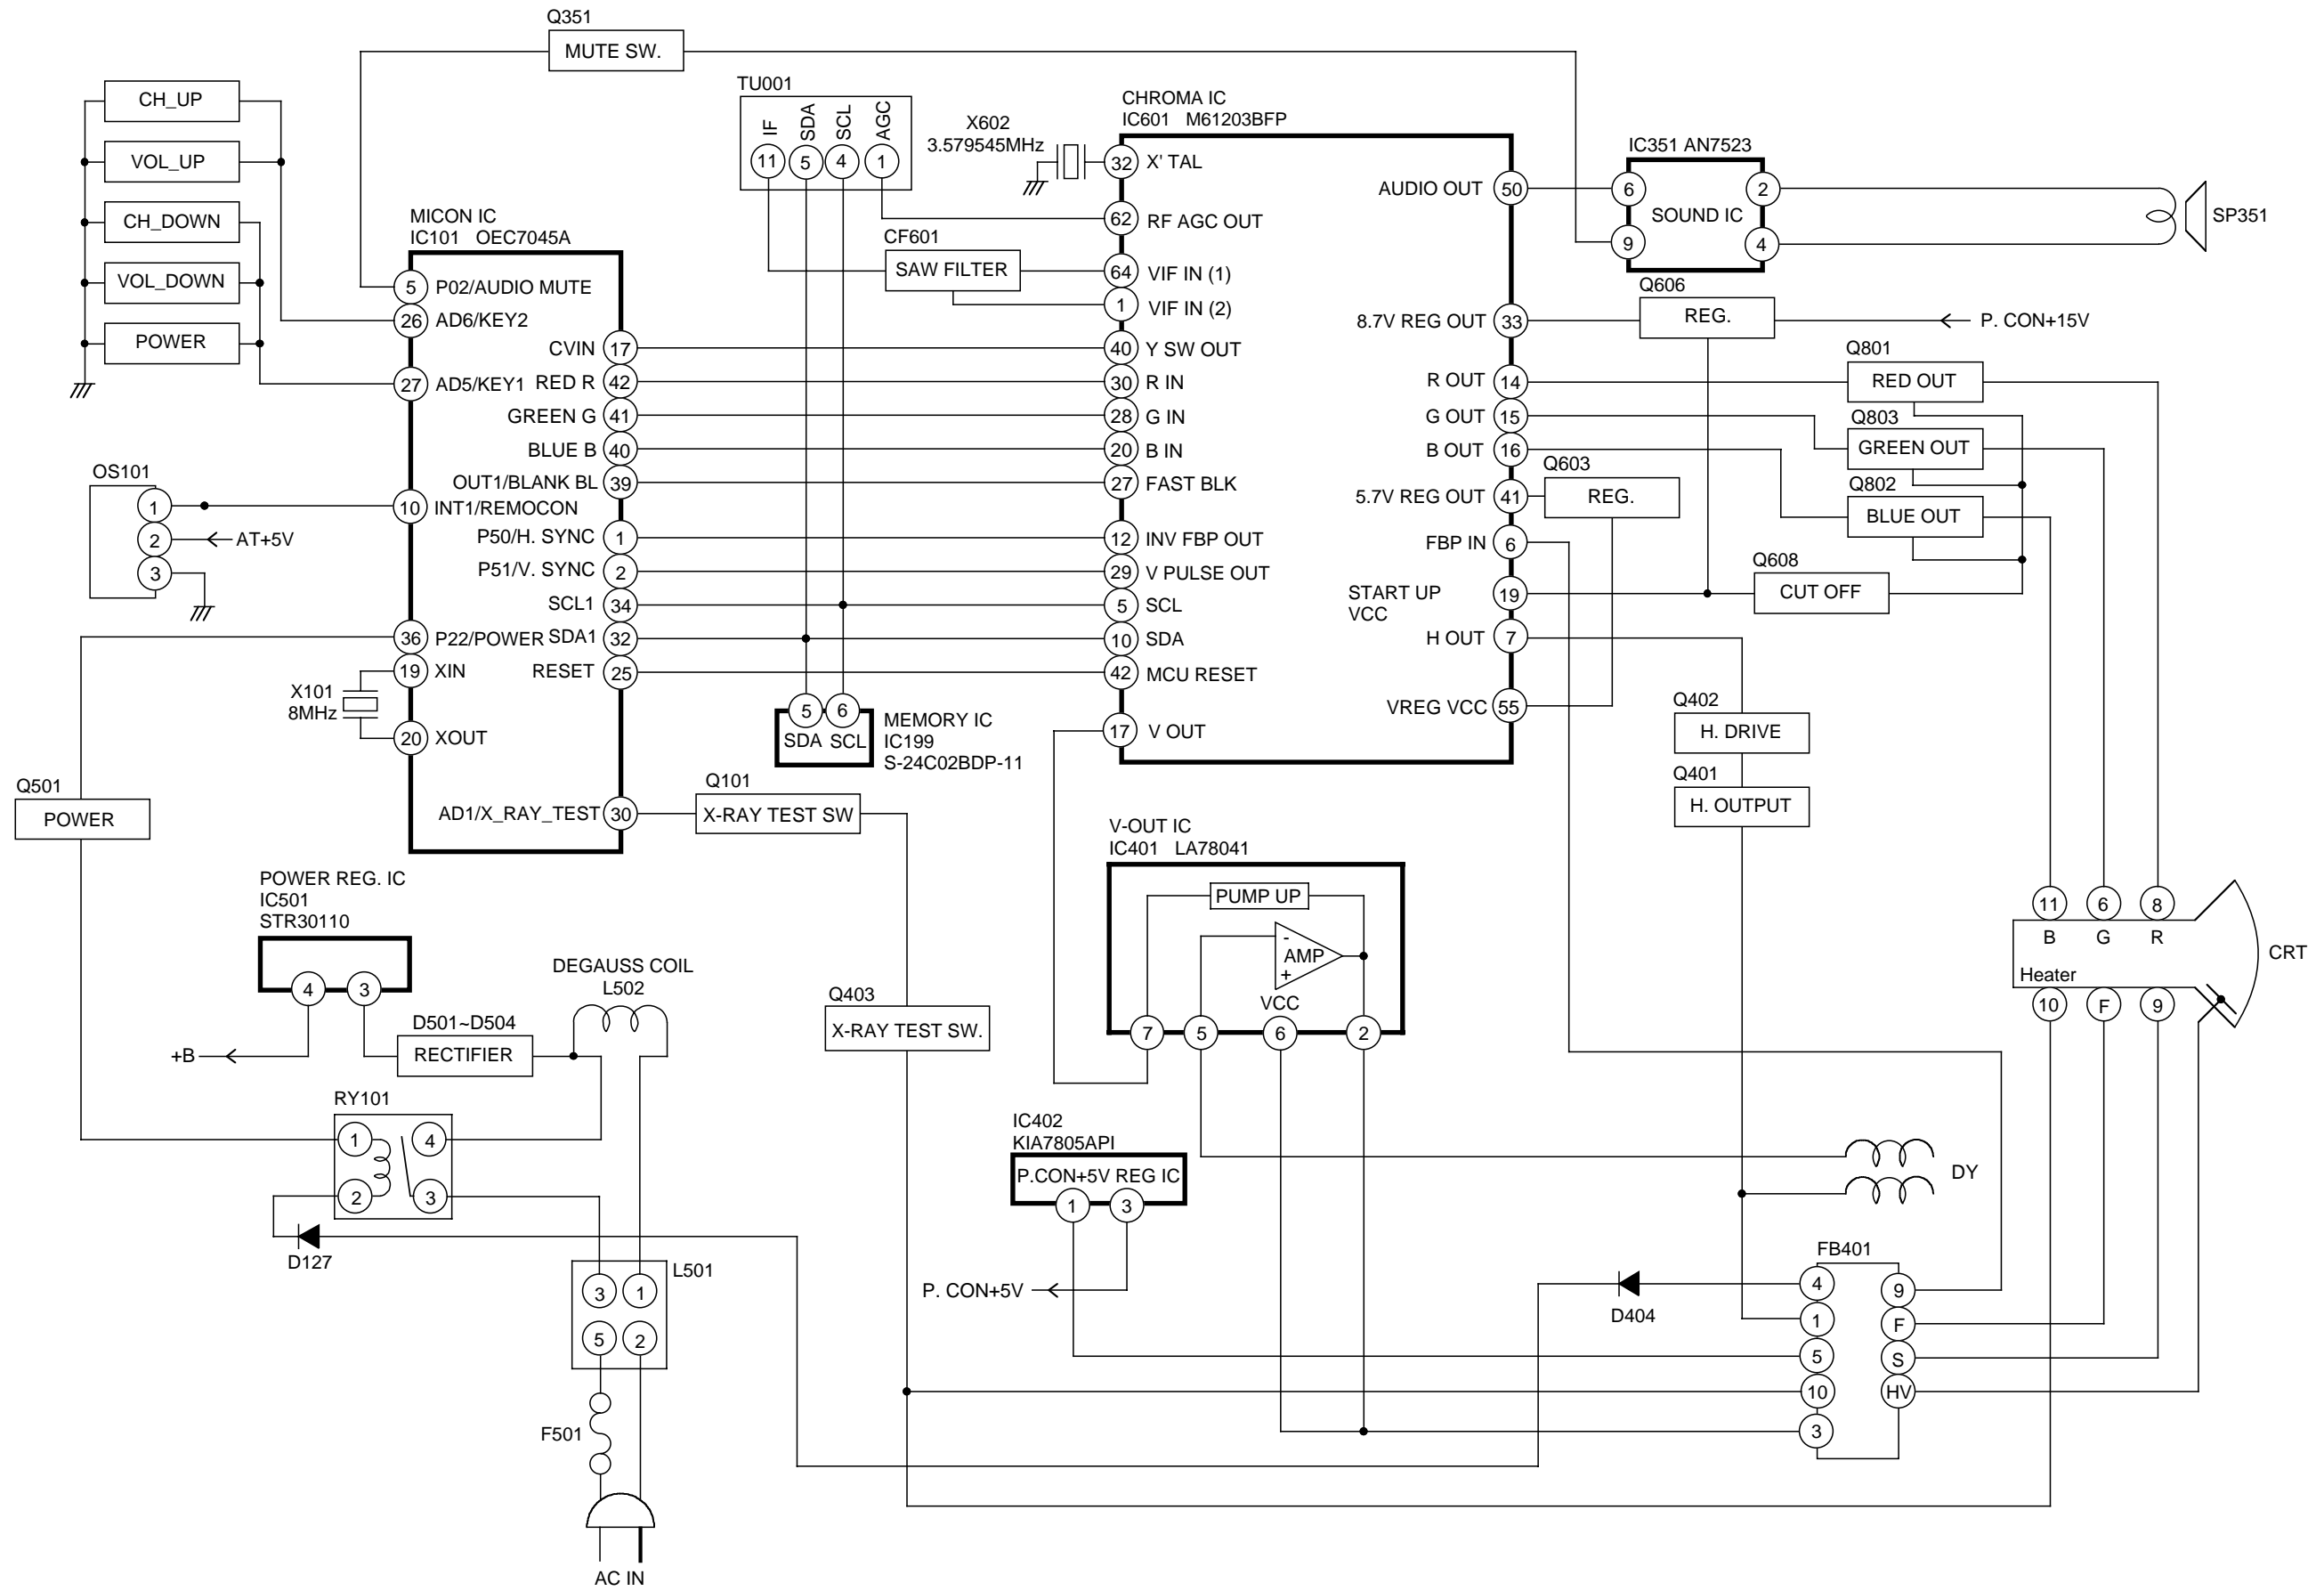 Q351
MUTE SW.
CH_UP
VOL_UP
CH_DOWN
VOL_DOWN
POWER
TU001
IF
SDA
SCL
AGC
11
5
4
1
X602
3.579545MHz
CF601
SAW FILTER
MICON IC
IC101 OEC7045A
5 P02/AUDIO MUTE
26 AD6/KEY2
27 AD5/KEY1
10 INT1/REMOCON
36 P22/POWER
19 XIN
20 XOUT
CVIN 17
RED R 42
GREEN G 41
BLUE B 40
OUT1/BLANK BL 39
P50/H. SYNC 1
P51/V. SYNC 2
SCL1 34
SDA1 32
RESET 25
AD1/X_RAY_TEST 30
OS101
1
2
3
AT+5V
X101
8MHz
CHROMA IC
IC601 M61203BFP
32 X' TAL
62 RF AGC OUT
64 VIF IN (1)
1 VIF IN (2)
40 Y SW OUT
30 R IN
28 G IN
20 B IN
27 FAST BLK
12 INV FBP OUT
29 V PULSE OUT
5 SCL
10 SDA
42 MCU RESET
17 V OUT
AUDIO OUT 50
8.7V REG OUT 33
R OUT 14
G OUT 15
B OUT 16
5.7V REG OUT 41
FBP IN 6
START UP
VCC
19
H OUT 7
VREG VCC 55
IC351 AN7523
SOUND IC
6
9
2
4
SP351
Q606
REG.
P. CON+15V
Q801
RED OUT
Q803
GREEN OUT
Q802
BLUE OUT
Q603
REG.
Q608
CUT OFF
Q402
H. DRIVE
Q401
H. OUTPUT
5
6
SDA SCL
MEMORY IC
IC199
S-24C02BDP-11
Q501
POWER
Q101
X-RAY TEST SW
V-OUT IC
IC401 LA78041
PUMP UP
-
AMP
+
VCC
7
5
6
2
POWER REG. IC
IC501
STR30110
4
3
+B
DEGAUSS COIL
L502
D501~D504
RECTIFIER
Q403
X-RAY TEST SW.
RY101
1
4
2
3
D127
IC402
KIA7805API
P.CON+5V REG IC
1
3
P. CON+5V
L501
3
1
5
2
F501
AC IN
11
6
8
B
G
R
Heater
10
F
9
CRT
DY
D404
FB401
4
1
5
10
3
9
F
S
HV